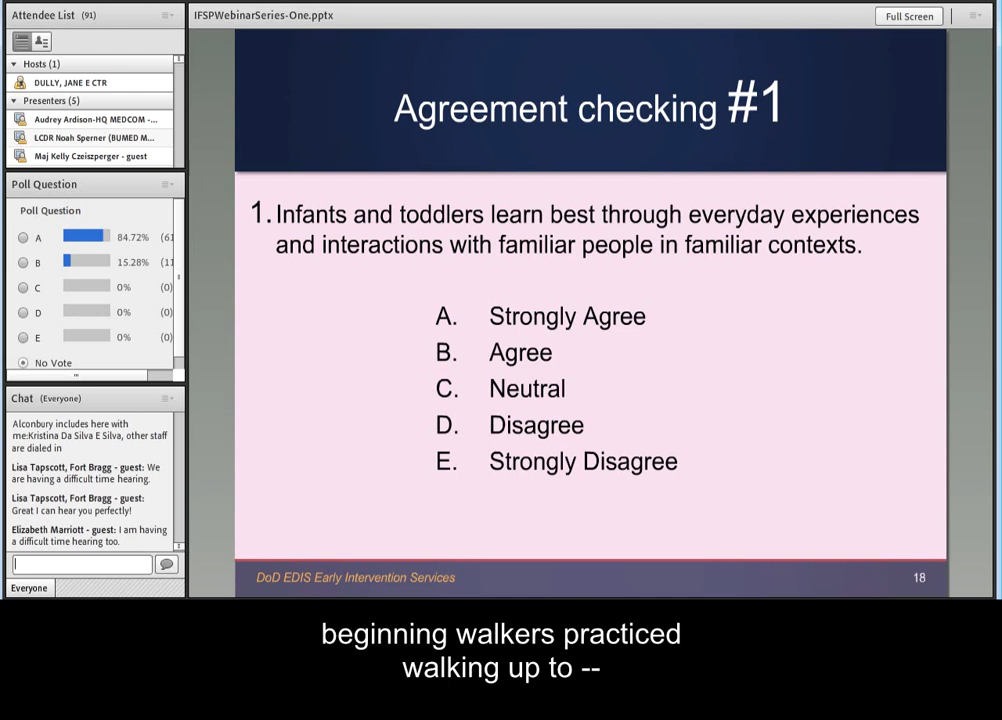 Attendee List (91)
Hosts (1)
DULLY, JANE E CTR
Presenters (5)
Audrey Ardison-HQ MEDCOM -...
LCDR Noah Sperner (BUMED M...
Maj Kelly Czeiszperger - guest
Poll Question
Poll Question
A 84.72% (61
B 15.28% (11
C 0% (0)
D 0% (0)
E 0% (0)
No Vote
Chat (Everyone)
Alconbury includes here with
me:Kristina Da Silva E Silva, other staff
are dialed in
Lisa Tapscott, Fort Bragg - guest: We
are having a difficult time hearing.
Lisa Tapscott, Fort Bragg - guest:
Great I can hear you perfectly!
Elizabeth Marriott - guest: I am having
a difficult time hearing too.
Everyone
IFSPWebinarSeries-One.pptx
Full Screen
Agreement checking #1
1. Infants and toddlers learn best through everyday experiences
and interactions with familiar people in familiar contexts.
A. Strongly Agree
B. Agree
C. Neutral
D. Disagree
E. Strongly Disagree
DoD EDIS Early Intervention Services
18
beginning walkers practiced
walking up to --